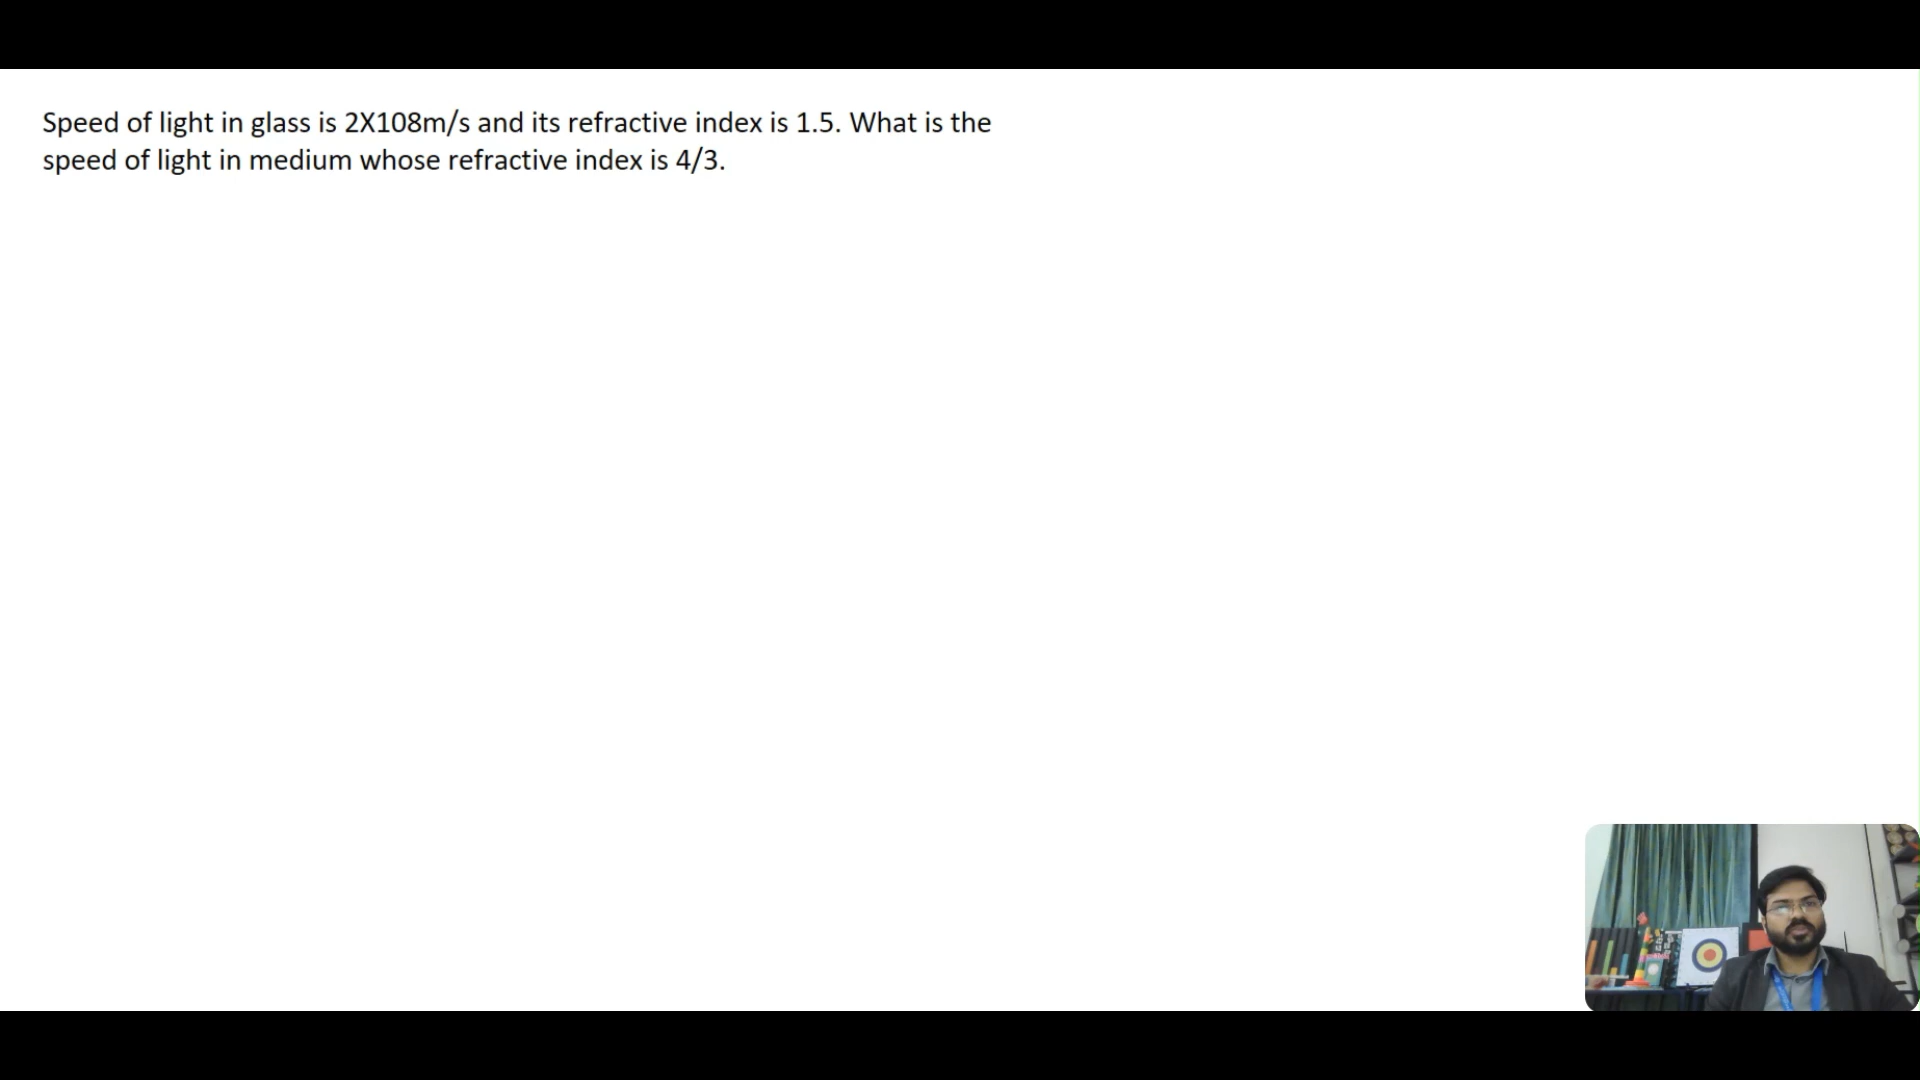 Speed of light in glass is 2X108m/s and its refractive index is 1.5. What is the
speed of light in medium whose refractive index is 4/3.